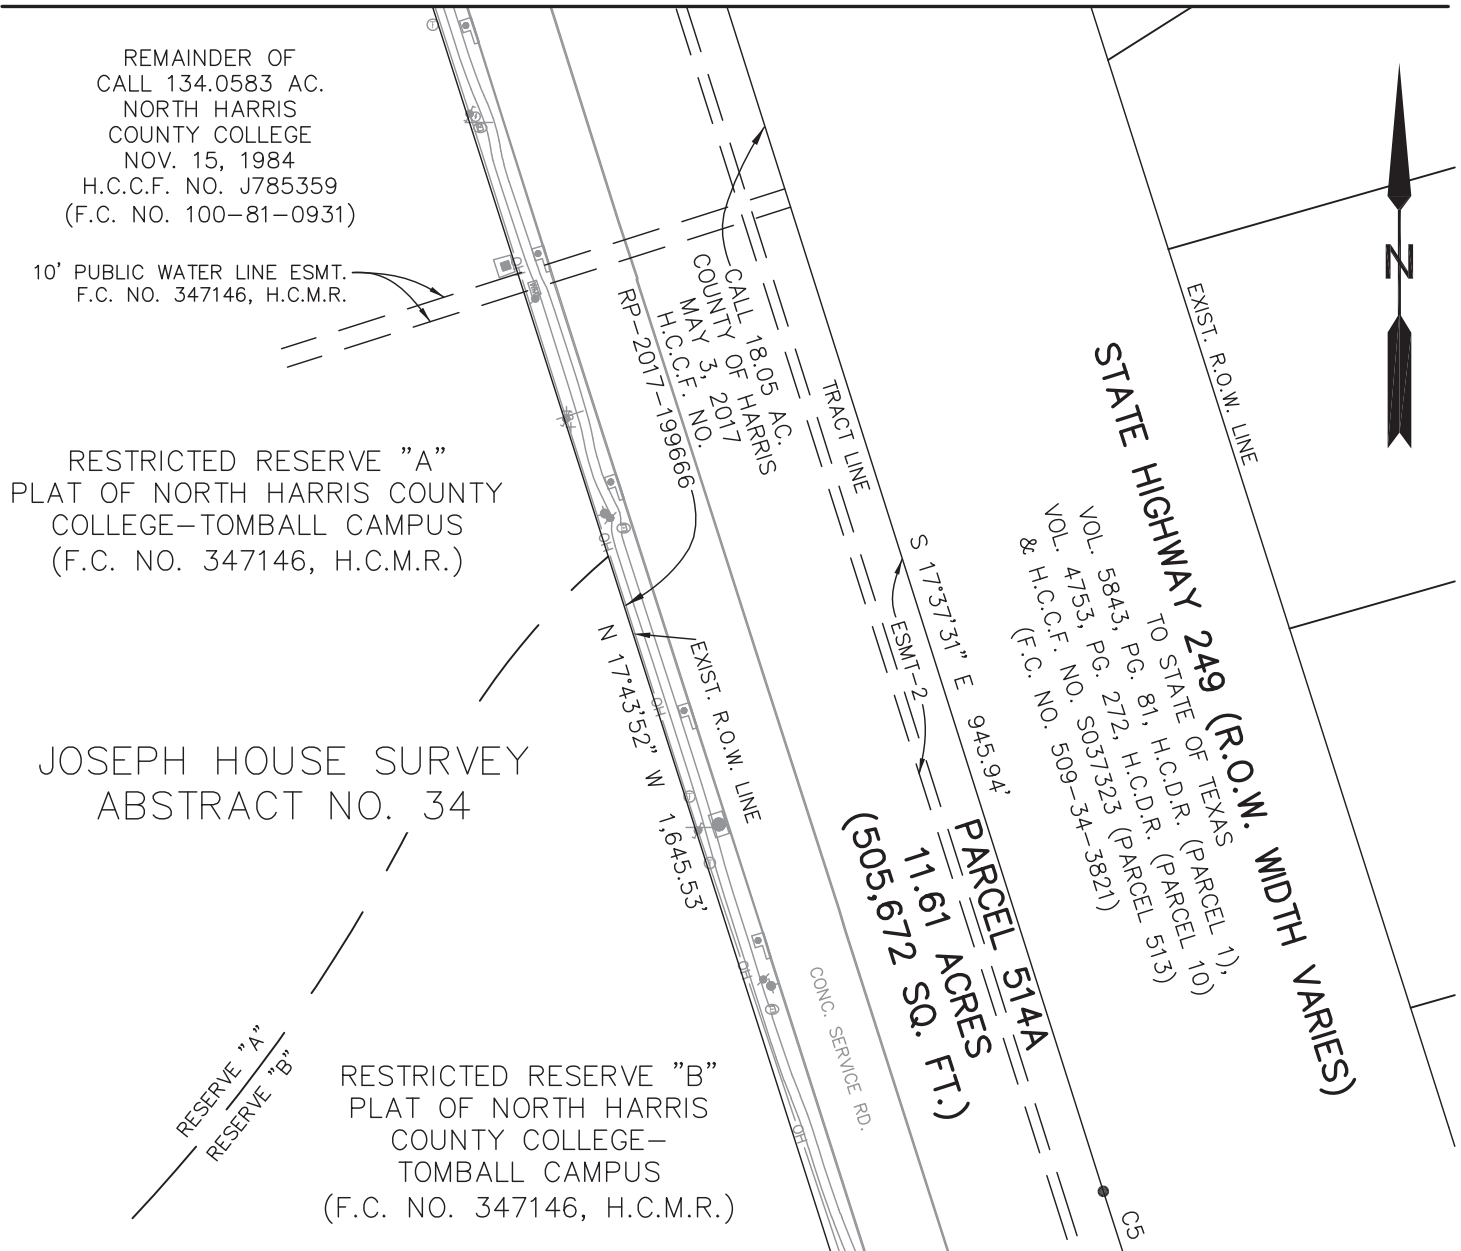 REMAINDER OF
CALL 134.0583 AC.
NORTH HARRIS
COUNTY COLLEGE
NOV. 15, 1984
H.C.C.F. NO. J785359
(F.C. NO. 100-81-0931)
10' PUBLIC WATER LINE ESMT.
F.C. NO. 347146, H.C.M.R.
RESTRICTED RESERVE "A"
PLAT OF NORTH HARRIS COUNTY
COLLEGE-TOMBALL CAMPUS
(F.C. NO. 347146, H.C.M.R.)
JOSEPH HOUSE SURVEY
ABSTRACT NO. 34
RESERVE "A"
RESERVE "B"
RESTRICTED RESERVE "B"
PLAT OF NORTH HARRIS
COUNTY COLLEGE-
TOMBALL CAMPUS
(F.C. NO. 347146, H.C.M.R.)
CALL 18.05 AC.
COUNTY OF HARRIS
MAY 3, 2017
H.C.C.F. NO.
RP-2017-199666
OH
OH
OH
OH
OH
N 17°43'52" W 1,645.53'
EXIST. R.O.W. LINE
CONC. SERVICE RD.
TRACT LINE
ESMT-2
S 17°37'31" E 945.94'
PARCEL 514A
11.61 ACRES
(505,672 SQ. FT.)
C5
STATE HIGHWAY 249 (R.O.W. WIDTH VARIES)
TO STATE OF TEXAS
VOL. 5843, PG. 81, H.C.D.R. (PARCEL 1),
VOL. 4753, PG. 272, H.C.D.R. (PARCEL 10)
& H.C.C.F. NO. S037323 (PARCEL 513)
(F.C. NO. 509-34-3821)
EXIST. R.O.W. LINE
N